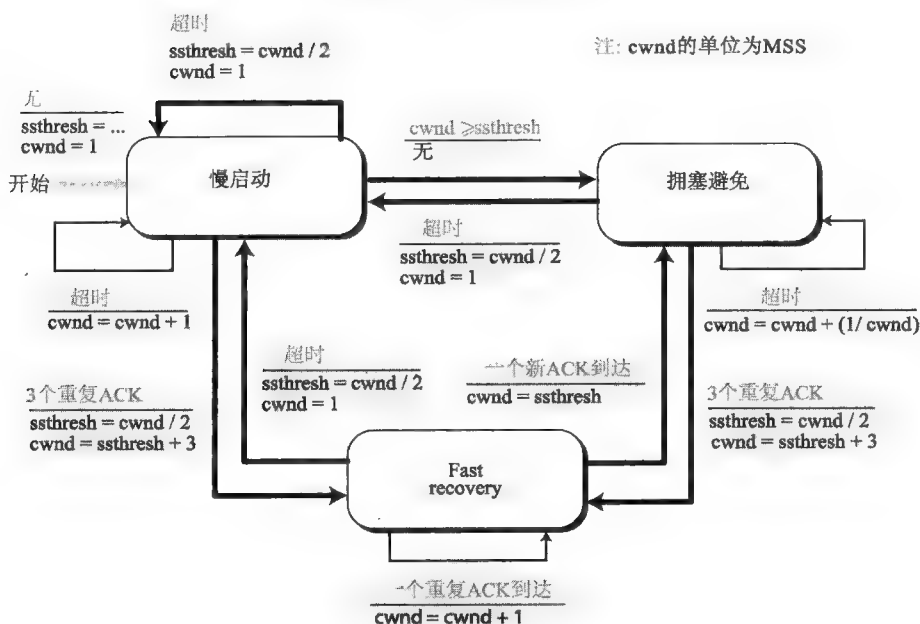 超时
ssthresh = cwnd / 2
cwnd = 1
注: cwnd的单位为MSS
无
ssthresh = ...
cwnd = 1
开始
慢启动
cwnd ⩾ssthresh
无
拥塞避免
超时
ssthresh = cwnd / 2
cwnd = 1
超时
cwnd = cwnd + 1
超时
cwnd = cwnd + (1/ cwnd)
超时
ssthresh = cwnd / 2
cwnd = 1
一个新ACK到达
cwnd = ssthresh
3个重复ACK
ssthresh = cwnd / 2
cwnd = ssthresh + 3
3个重复ACK
ssthresh = cwnd / 2
cwnd = ssthresh + 3
Fast
recovery
一个重复ACK到达
cwnd = cwnd + 1